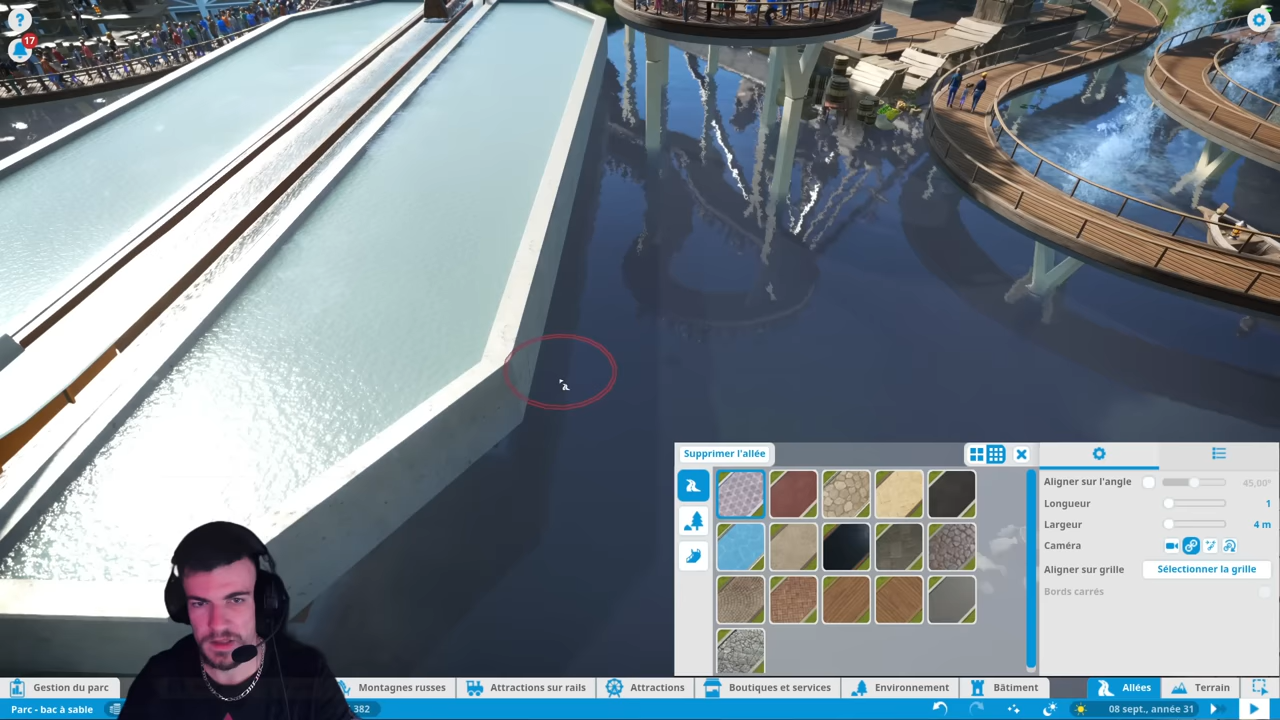 ?
17
Supprimer l'allée
Aligner sur l'angle
45,00°
Longueur
1
Largeur
4 m
Caméra
Aligner sur grille
Sélectionner la grille
Bords carrés
Gestion du parc
Montagnes russes
Attractions sur rails
Attractions
Boutiques et services
Environnement
Bâtiment
Allées
Terrain
Parc - bac à sable
382
08 sept., année 31